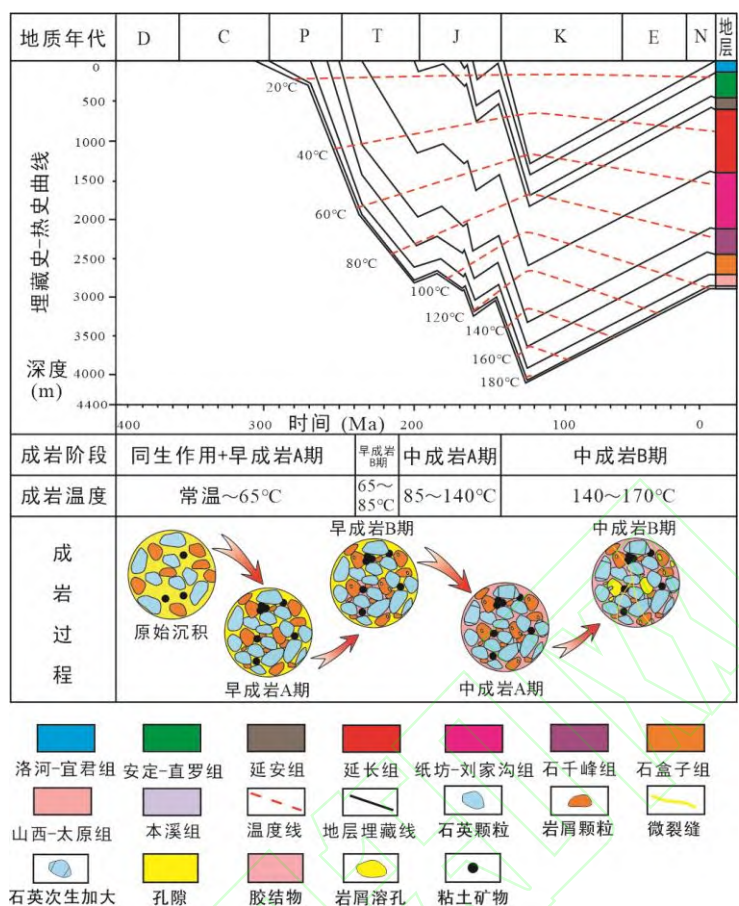 地质年代 D C P T J K E N 地层
0
500
1000
1500
2000
2500
3000
3500
4000
4400
埋藏史-热史曲线
深度
(m)
20℃
40℃
60℃
80℃
100℃
120℃
140℃
160℃
180℃
400 300 时间 (Ma) 200 100 0
成岩阶段 同生作用+早成岩A期 早成岩B期 中成岩A期 中成岩B期
成岩温度 常温～65℃ 65～85℃ 85～140℃ 140～170℃
成岩过程
原始沉积
早成岩A期
早成岩B期
中成岩A期
中成岩B期
洛河-宜君组 安定-直罗组 延安组 延长组 纸坊-刘家沟组 石千峰组 石盒子组
山西-太原组 本溪组 温度线 地层埋藏线 石英颗粒 岩屑颗粒 微裂缝
石英次生加大 孔隙 胶结物 岩屑溶孔 粘土矿物